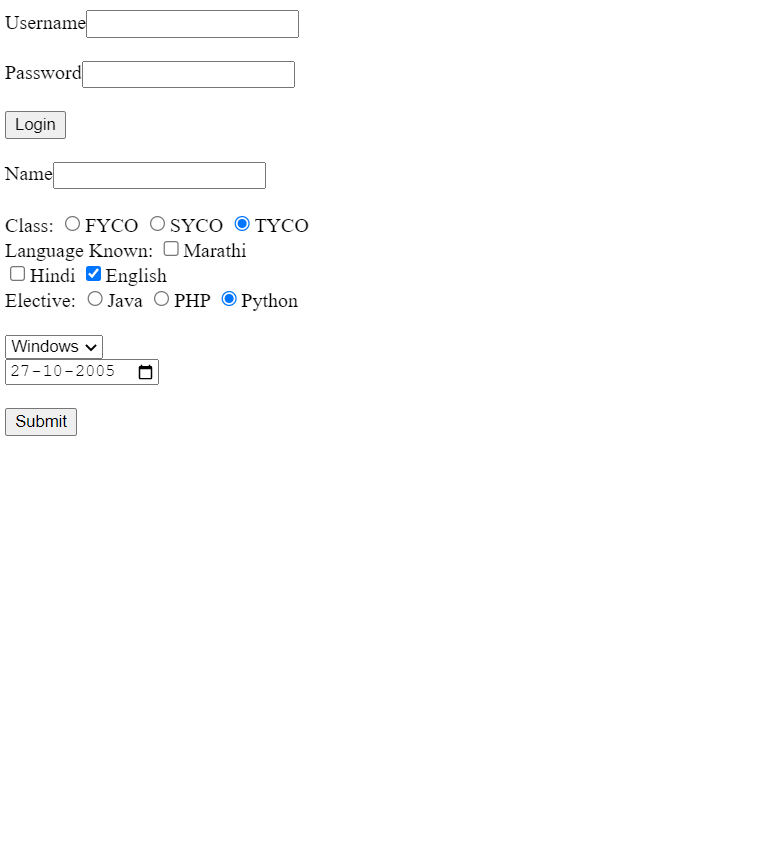 Username
Password
Login
Name
Class: FYCO SYCO TYCO
Language Known: Marathi
Hindi English
Elective: Java PHP Python
Windows
27-10-2005
Submit